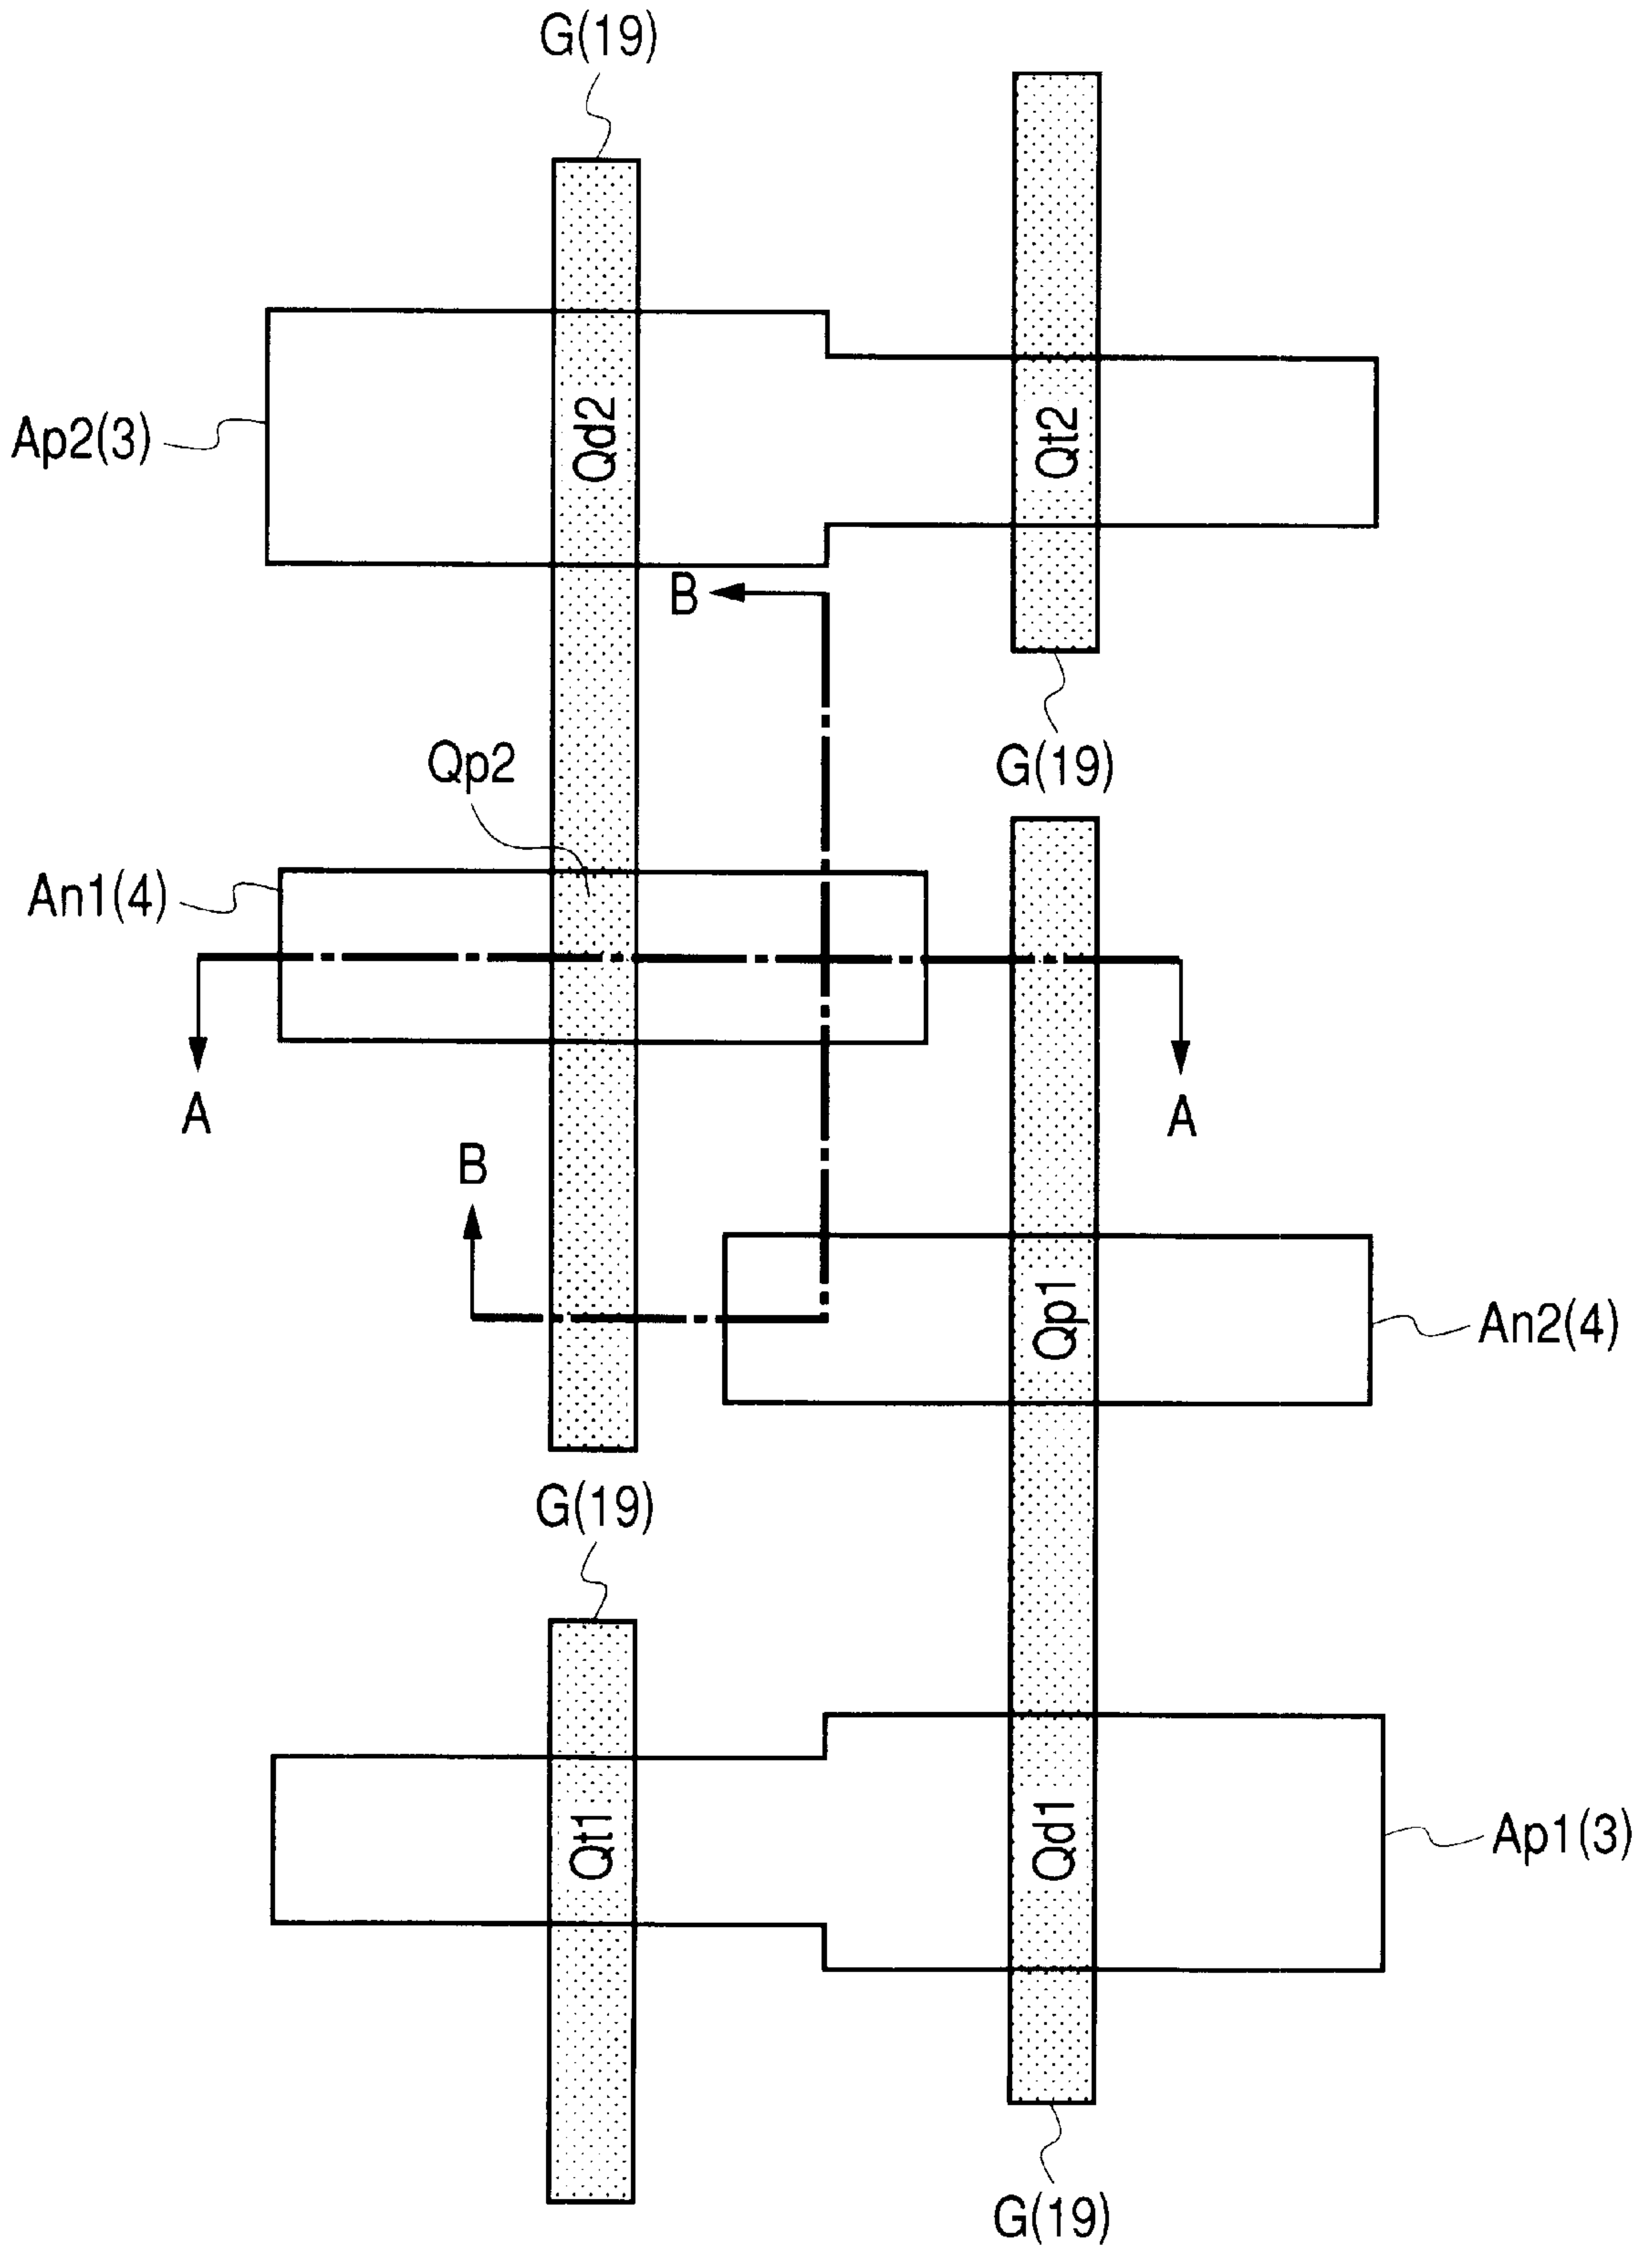 G(19)
Qd2
Qt2
Ap2(3)
B
Qp2
G(19)
An1(4)
A
A
B
Qp1
An2(4)
G(19)
Qt1
Qd1
Ap1(3)
G(19)